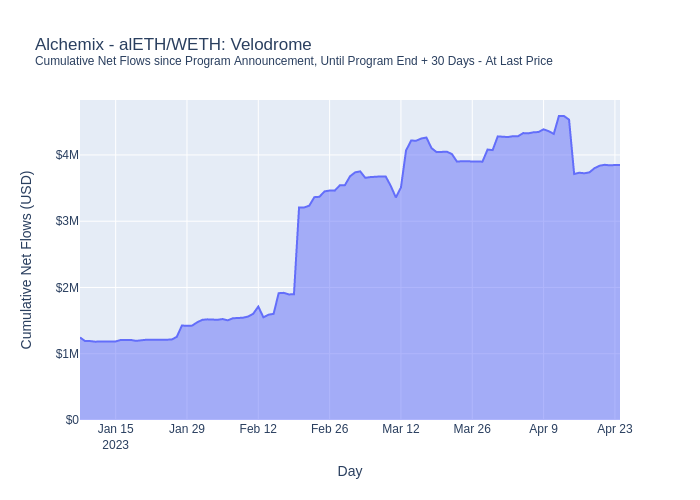 Alchemix - alETH/WETH: Velodrome
Cumulative Net Flows since Program Announcement, Until Program End + 30 Days - At Last Price
Cumulative Net Flows (USD)
$4M
$3M
$2M
$1M
$0
Jan 15 Jan 29 Feb 12 Feb 26 Mar 12 Mar 26 Apr 9 Apr 23
2023
Day